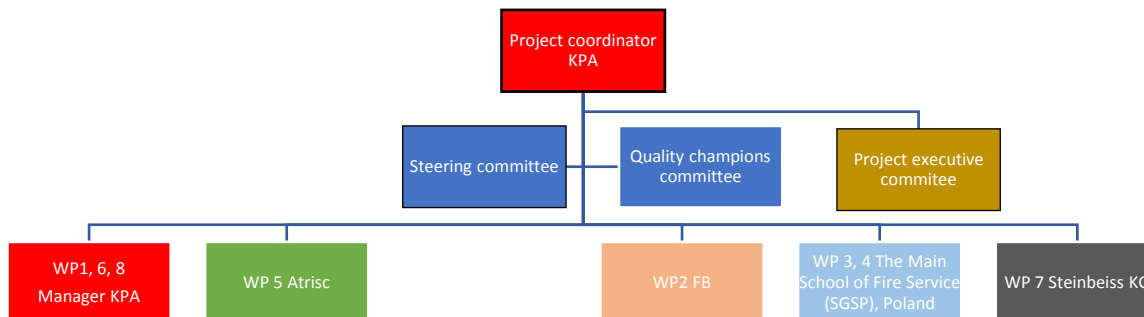 Project coordinator
KPA
Steering committee
Quality champions
committee
Project executive
commitee
WP1, 6, 8
Manager KPA
WP 5 Atrisc
WP2 FB
WP 3, 4 The Main
School of Fire Service
(SGSP), Poland
WP 7 Steinbeiss KG